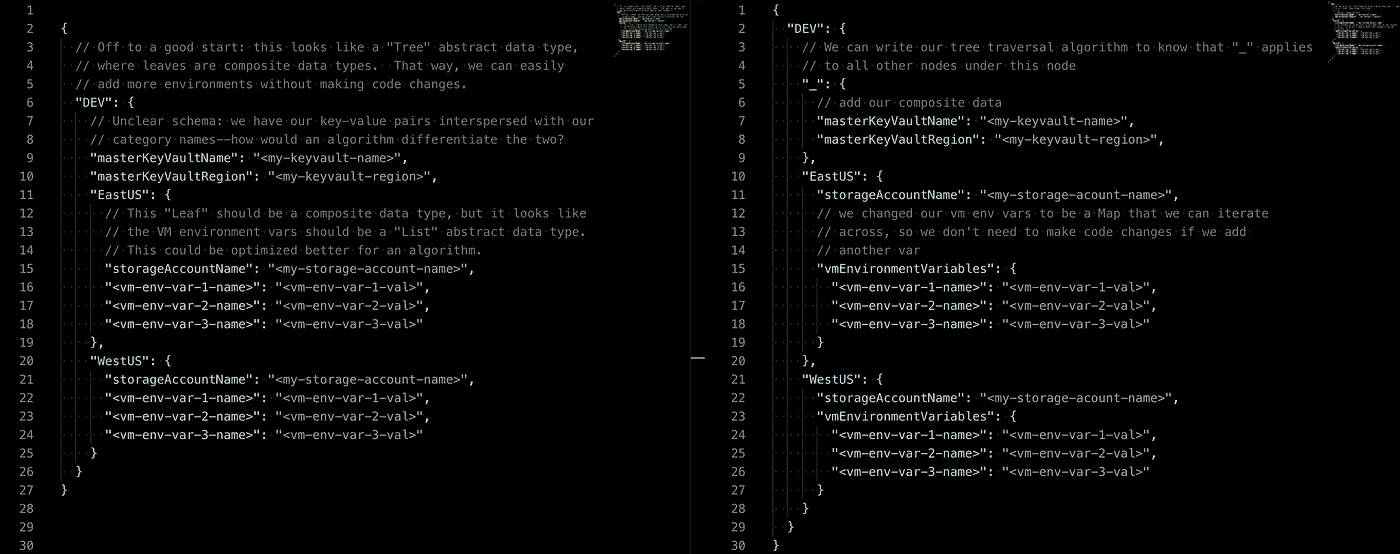 1
2 {
3 // Off to a good start: this looks like a "Tree" abstract data type,
4 // where leaves are composite data types.  That way, we can easily
5 // add more environments without making code changes.
6 "DEV": {
7 // Unclear schema: we have our key-value pairs interspersed with our
8 // category names--how would an algorithm differentiate the two?
9 "masterKeyVaultName": "<my-keyvault-name>",
10 "masterKeyVaultRegion": "<my-keyvault-region>",
11 "EastUS": {
12 // This "Leaf" should be a composite data type, but it looks like
13 // the VM environment vars should be a "List" abstract data type.
14 // This could be optimized better for an algorithm.
15 "storageAccountName": "<my-storage-account-name>",
16 "<vm-env-var-1-name>": "<vm-env-var-1-val>",
17 "<vm-env-var-2-name>": "<vm-env-var-2-val>",
18 "<vm-env-var-3-name>": "<vm-env-var-3-val>"
19 },
20 "WestUS": {
21 "storageAccountName": "<my-storage-account-name>",
22 "<vm-env-var-1-name>": "<vm-env-var-1-val>",
23 "<vm-env-var-2-name>": "<vm-env-var-2-val>",
24 "<vm-env-var-3-name>": "<vm-env-var-3-val>"
25 }
26 }
27 }
28
29
30
1 {
2 "DEV": {
3 // We can write our tree traversal algorithm to know that "_" applies
4 // to all other nodes under this node
5 "_": {
6 // add our composite data
7 "masterKeyVaultName": "<my-keyvault-name>",
8 "masterKeyVaultRegion": "<my-keyvault-region>",
9 },
10 "EastUS": {
11 "storageAccountName": "<my-storage-acount-name>",
12 // we changed our vm env vars to be a Map that we can iterate
13 // across, so we don't need to make code changes if we add
14 // another var
15 "vmEnvironmentVariables": {
16 "<vm-env-var-1-name>": "<vm-env-var-1-val>",
17 "<vm-env-var-2-name>": "<vm-env-var-2-val>",
18 "<vm-env-var-3-name>": "<vm-env-var-3-val>"
19 }
20 },
21 "WestUS": {
22 "storageAccountName": "<my-storage-acount-name>",
23 "vmEnvironmentVariables": {
24 "<vm-env-var-1-name>": "<vm-env-var-1-val>",
25 "<vm-env-var-2-name>": "<vm-env-var-2-val>",
26 "<vm-env-var-3-name>": "<vm-env-var-3-val>"
27 }
28 }
29 }
30 }